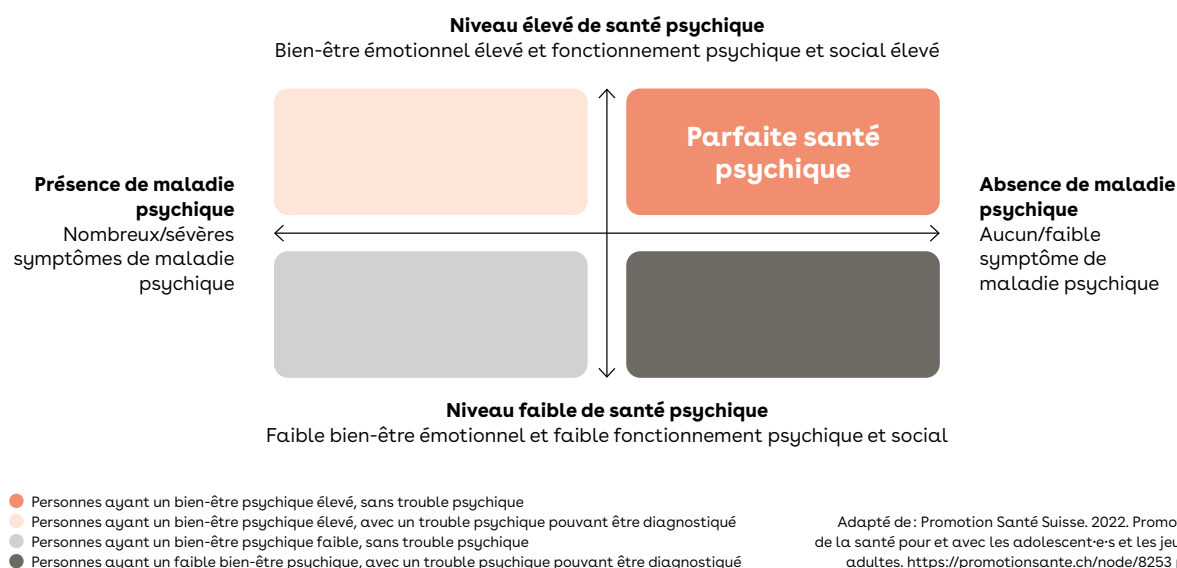 Niveau élevé de santé psychique
Bien-être émotionnel élevé et fonctionnement psychique et social élevé
Parfaite santé
psychique
Présence de maladie
psychique
Nombreux/sévères
symptômes de maladie
psychique
Absence de maladie
psychique
Aucun/faible
symptôme de
maladie psychique
Niveau faible de santé psychique
Faible bien-être émotionnel et faible fonctionnement psychique et social
Personnes ayant un bien-être psychique élevé, sans trouble psychique
Personnes ayant un bien-être psychique élevé, avec un trouble psychique pouvant être diagnostiqué
Personnes ayant un bien-être psychique faible, sans trouble psychique
Personnes ayant un faible bien-être psychique, avec un trouble psychique pouvant être diagnostiqué
Adapté de : Promotion Santé Suisse. 2022. Promo
de la santé pour et avec les adolescent·e·s et les jeu
adultes. https://promotionsante.ch/node/8253